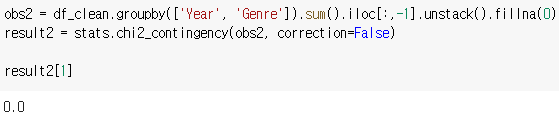 obs2 = df_clean.groupby(['Year', 'Genre']).sum().iloc[:,-1].unstack().fillna(0)
result2 = stats.chi2_contingency(obs2, correction=False)
result2[1]
0.0